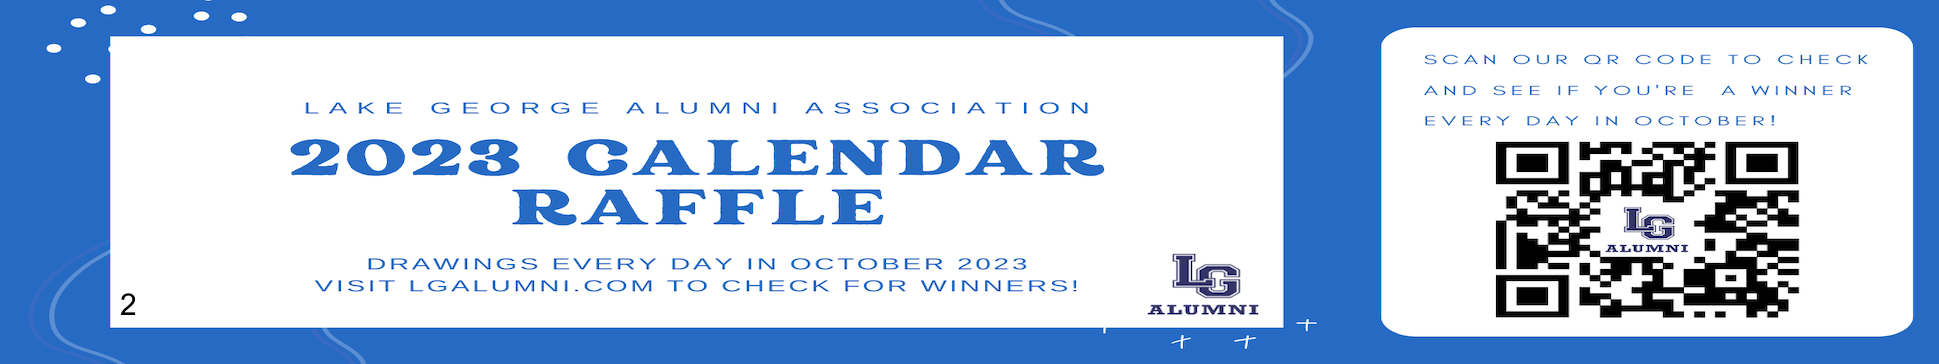 LAKE GEORGE ALUMNI ASSOCIATION
2023 CALENDAR
RAFFLE
DRAWINGS EVERY DAY IN OCTOBER 2023
VISIT LGALUMNI.COM TO CHECK FOR WINNERS!
2
LG
ALUMNI
SCAN OUR QR CODE TO CHECK
AND SEE IF YOU'RE A WINNER
EVERY DAY IN OCTOBER!
LG
ALUMNI